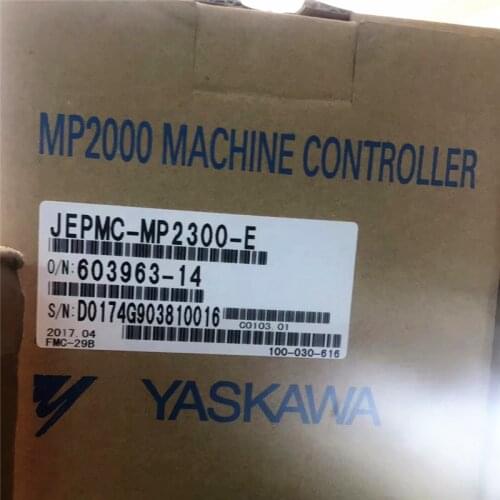 MP2000 MACHINE CONTROLLER
JEPMC-MP2300-E
O/N:603963-14
S/N:D0174G903810016
C0103.01
2017.04
FMC-29B
100-030-616
YASKAWA